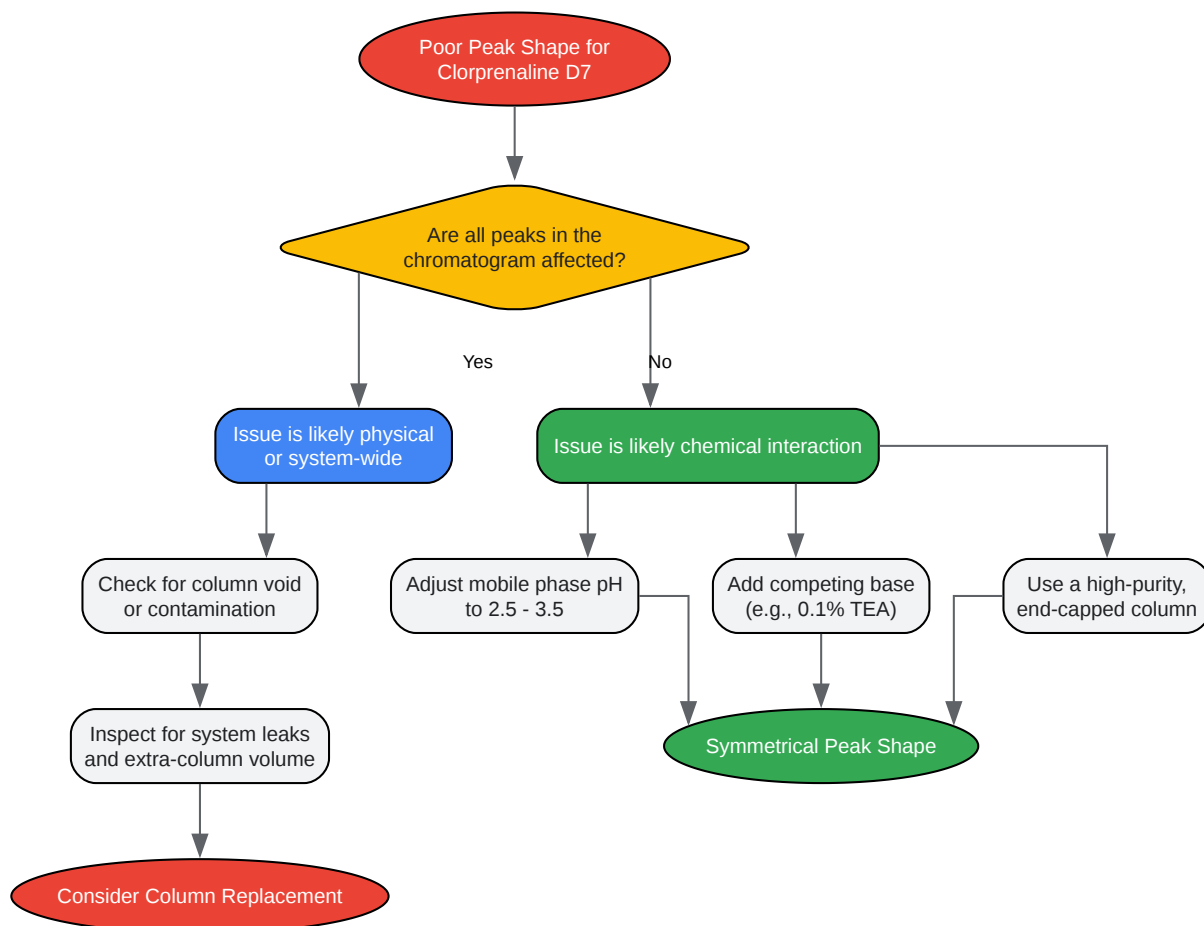 Poor Peak Shape for
Clorprenaline D7
Are all peaks in the
chromatogram affected?
Yes
No
Issue is likely physical
or system-wide
Issue is likely chemical interaction
Check for column void
or contamination
Adjust mobile phase pH
to 2.5 - 3.5
Add competing base
(e.g., 0.1% TEA)
Use a high-purity,
end-capped column
Inspect for system leaks
and extra-column volume
Symmetrical Peak Shape
Consider Column Replacement